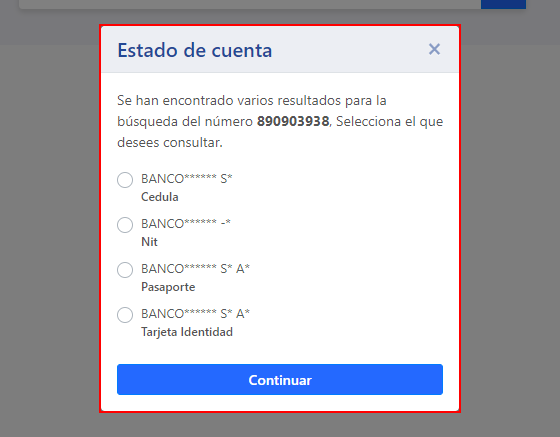 Estado de cuenta ×
Se han encontrado varios resultados para la
búsqueda del número 890903938, Selecciona el que
desees consultar.
BANCO****** S*
Cedula
BANCO****** -*
Nit
BANCO****** S* A*
Pasaporte
BANCO****** S* A*
Tarjeta Identidad
Continuar